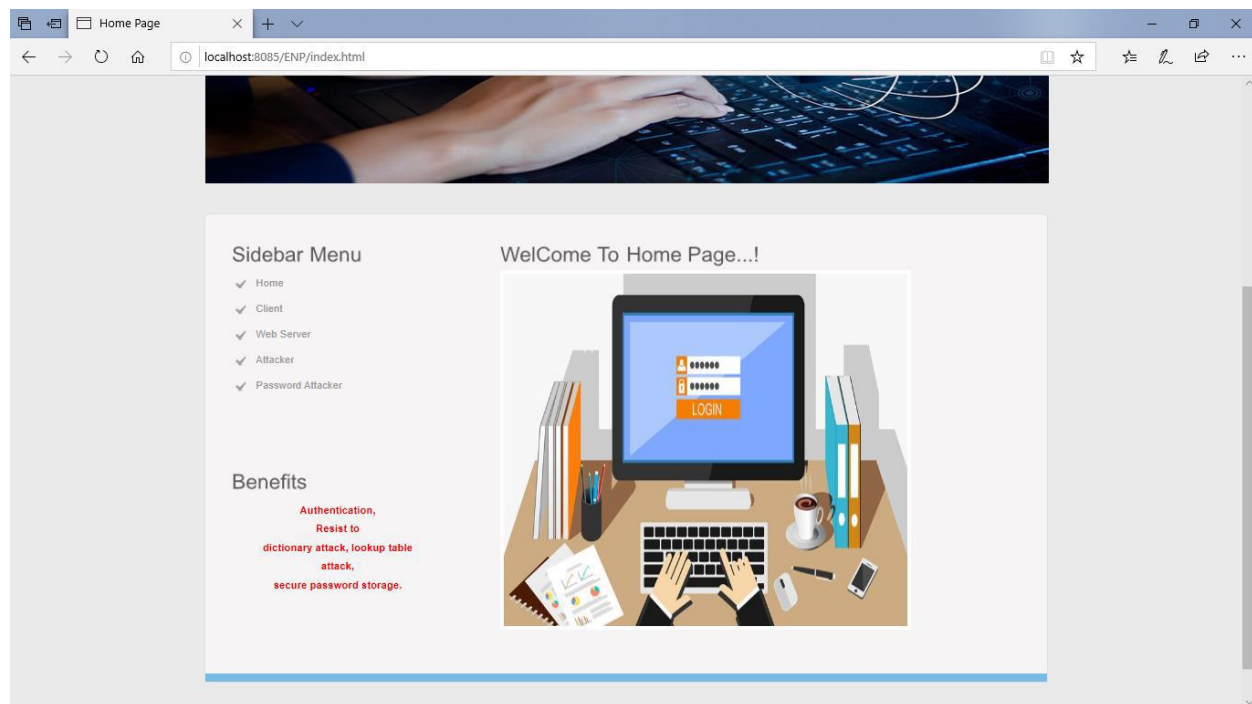 Home Page
localhost:8085/ENP/index.html
Sidebar Menu
Home
Client
Web Server
Attacker
Password Attacker
Benefits
Authentication,
Resist to
dictionary attack, lookup table
attack,
secure password storage.
WelCome To Home Page...!
LOGIN